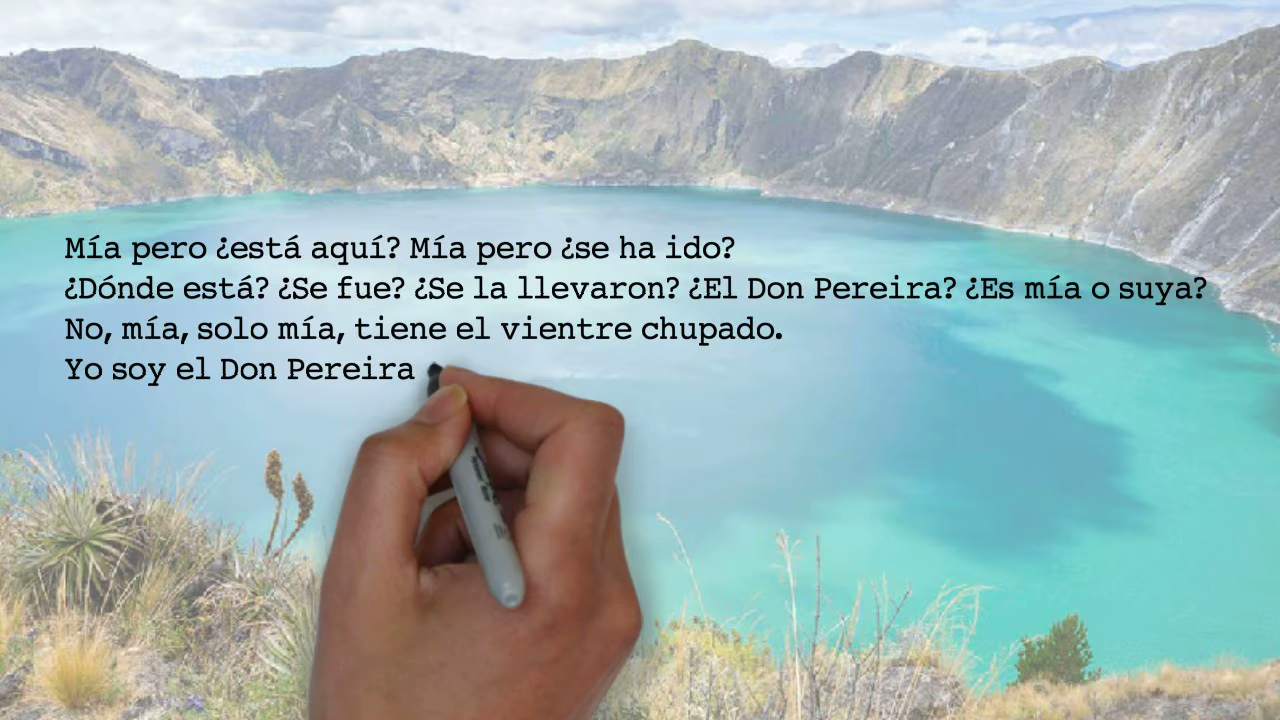 Mía pero ¿está aquí? Mía pero ¿se ha ido?
¿Dónde está? ¿Se fue? ¿Se la llevaron? ¿El Don Pereira? ¿Es mía o suya?
No, mía, solo mía, tiene el vientre chupado.
Yo soy el Don Pereira